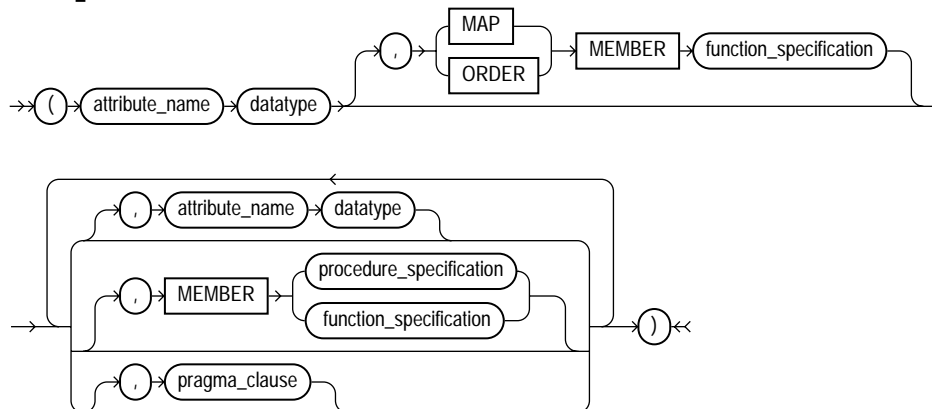 , MAP MEMBER function_specification
ORDER
( attribute_name datatype
, attribute_name datatype
, MEMBER procedure_specification
function_specification
)
, pragma_clause